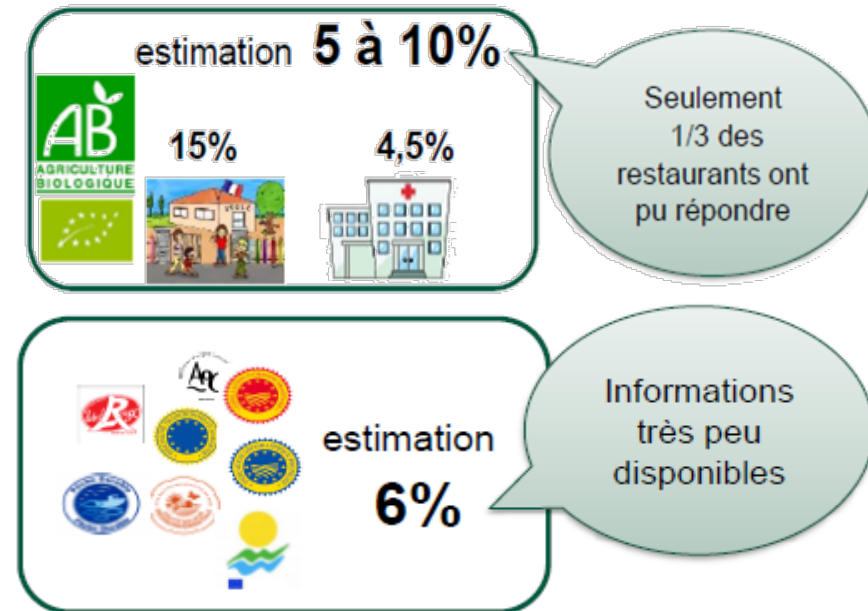 estimation 5 à 10%
AB
AGRICULTURE
BIOLOGIQUE
15%
4,5%
ECOLE
Seulement
1/3 des
restaurants ont
pu répondre
AOC
estimation
6%
Informations
très peu
disponibles